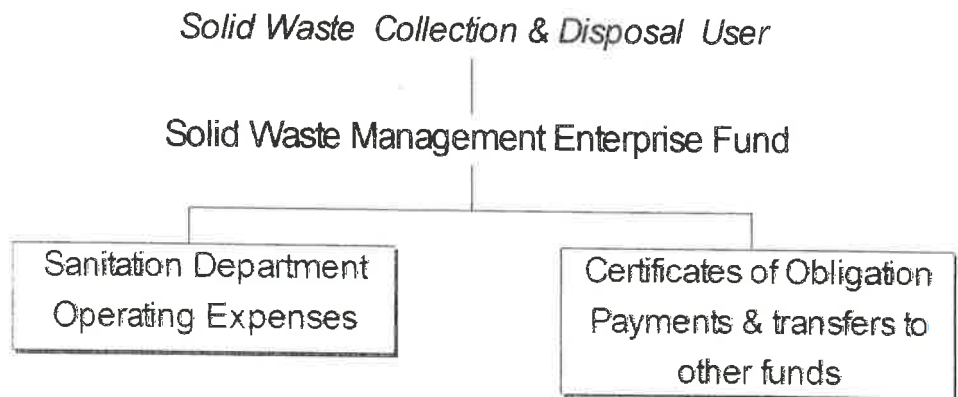 Solid Waste Collection & Disposal User
Solid Waste Management Enterprise Fund
Sanitation Department
Operating Expenses
Certificates of Obligation
Payments & transfers to
other funds